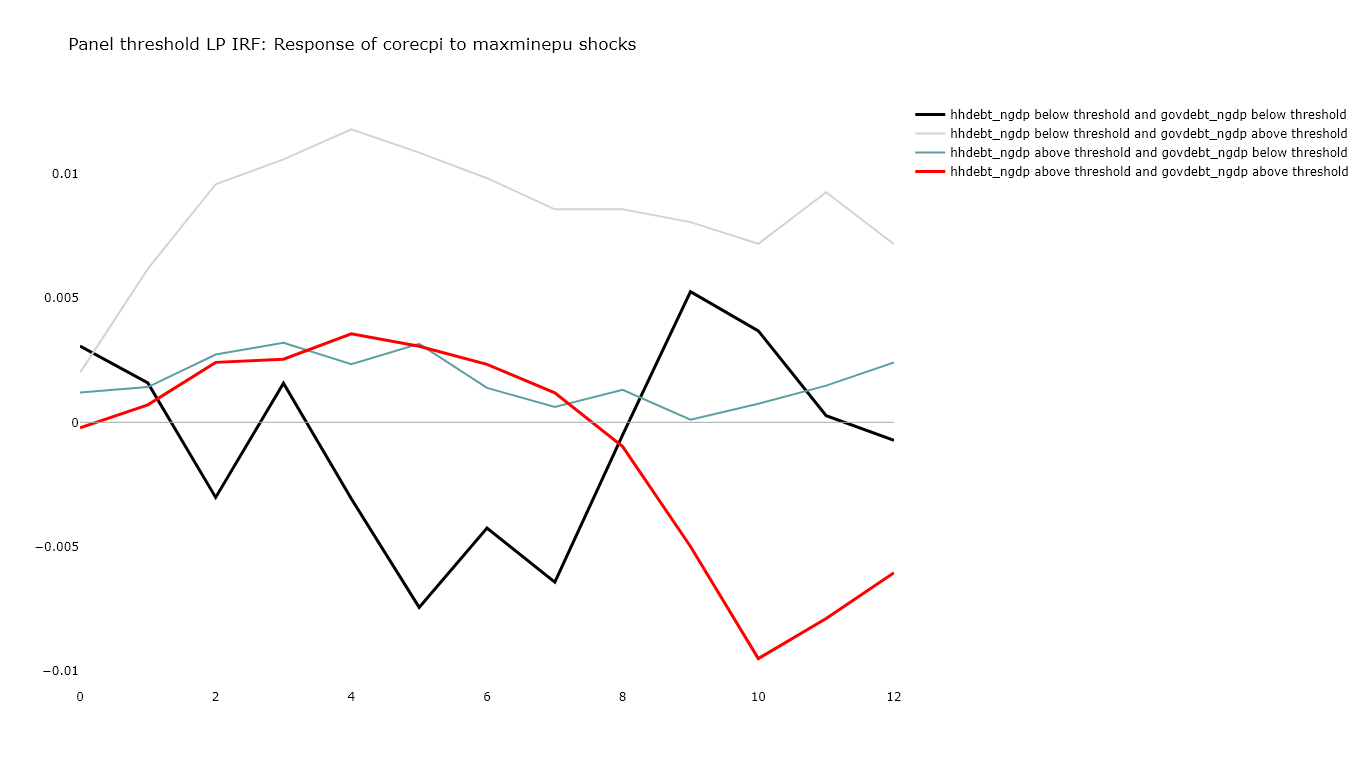 Panel threshold LP IRF: Response of corecpi to maxminepu shocks
hhdebt_ngdp below threshold and govdebt_ngdp below threshold
hhdebt_ngdp below threshold and govdebt_ngdp above threshold
hhdebt_ngdp above threshold and govdebt_ngdp below threshold
hhdebt_ngdp above threshold and govdebt_ngdp above threshold
0.01
0.005
0
−0.005
−0.01
0 2 4 6 8 10 12